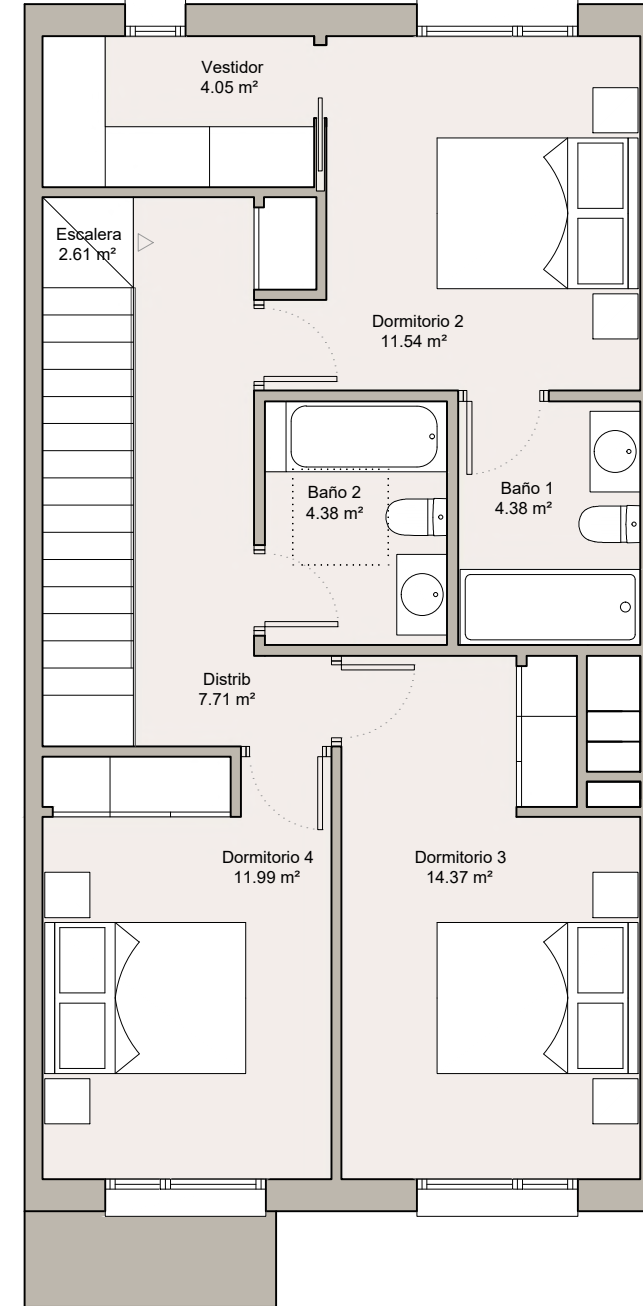 Vestidor
4.05 m²
Escalera
2.61 m²
Dormitorio 2
11.54 m²
Baño 2
4.38 m²
Baño 1
4.38 m²
Distrib
7.71 m²
Dormitorio 4
11.99 m²
Dormitorio 3
14.37 m²